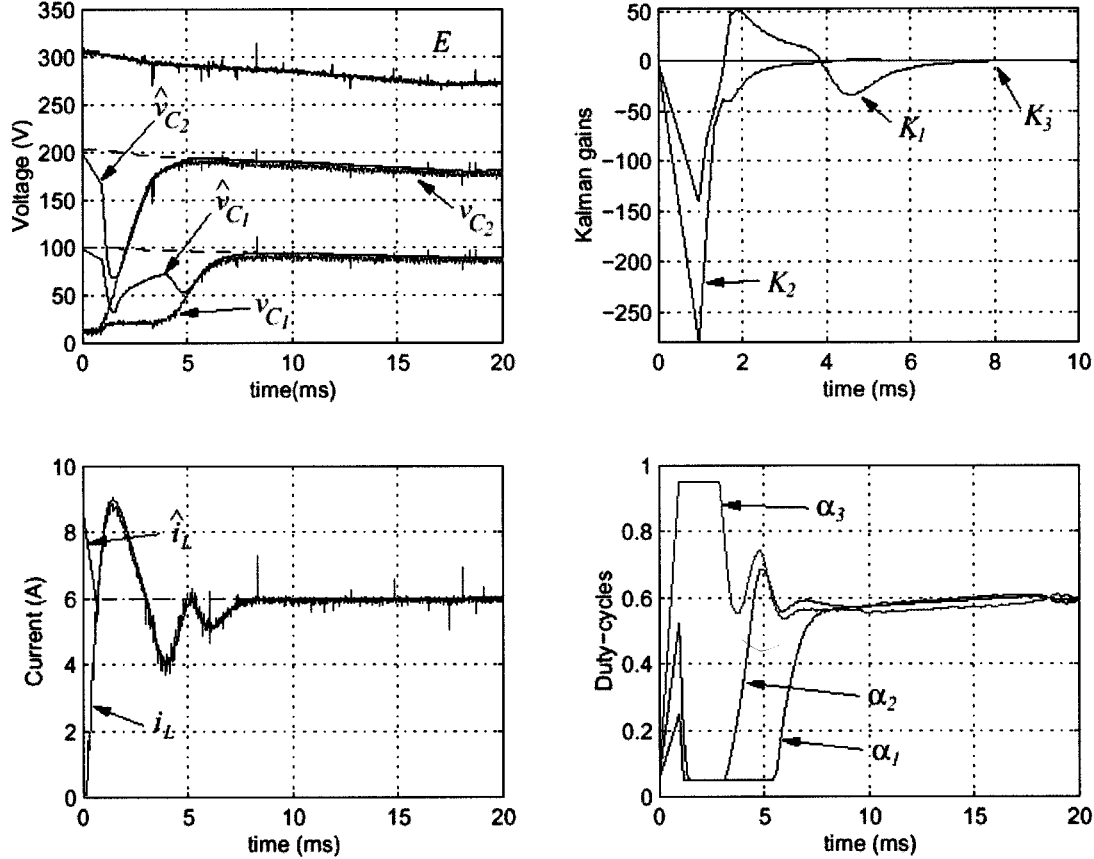 350
300
250
200
150
100
50
0
Voltage (V)
E
v̂C2
v̂C1
vC2
vC1
0 5 10 15 20
time(ms)
50
0
−50
−100
−150
−200
−250
Kalman gains
K1
K3
K2
0 2 4 6 8 10
time (ms)
10
8
6
4
2
0
Current (A)
îL
iL
0 5 10 15 20
time (ms)
1
0.8
0.6
0.4
0.2
0
Duty−cycles
α3
α2
α1
0 5 10 15 20
time (ms)